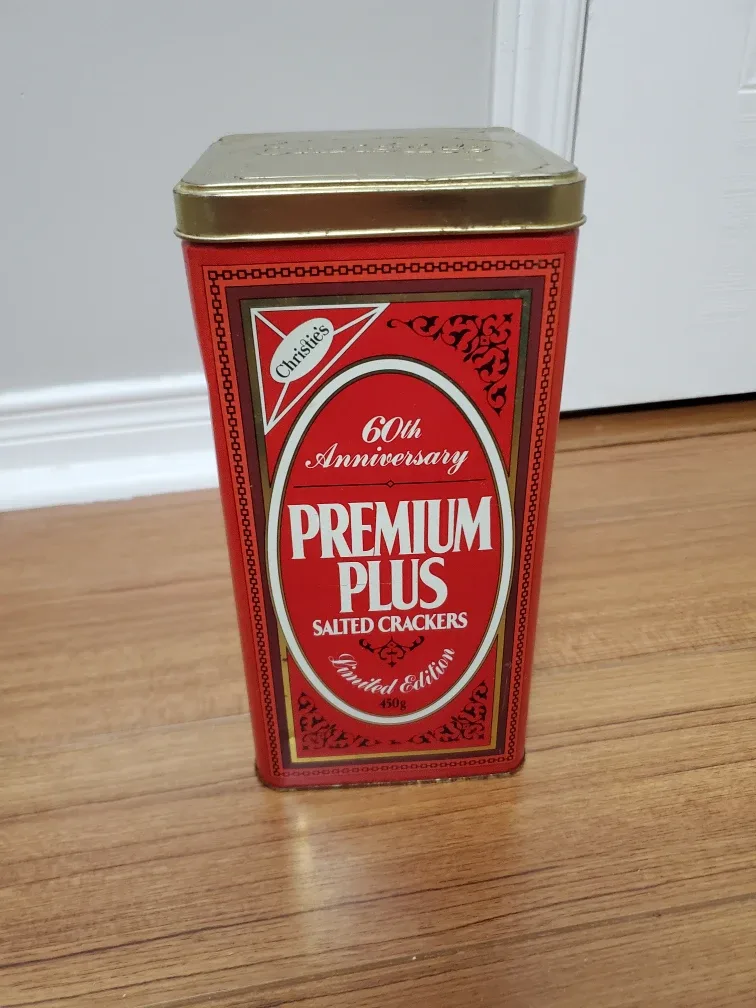 Christie's
60th
Anniversary
PREMIUM
PLUS
SALTED CRACKERS
Limited Edition
450g